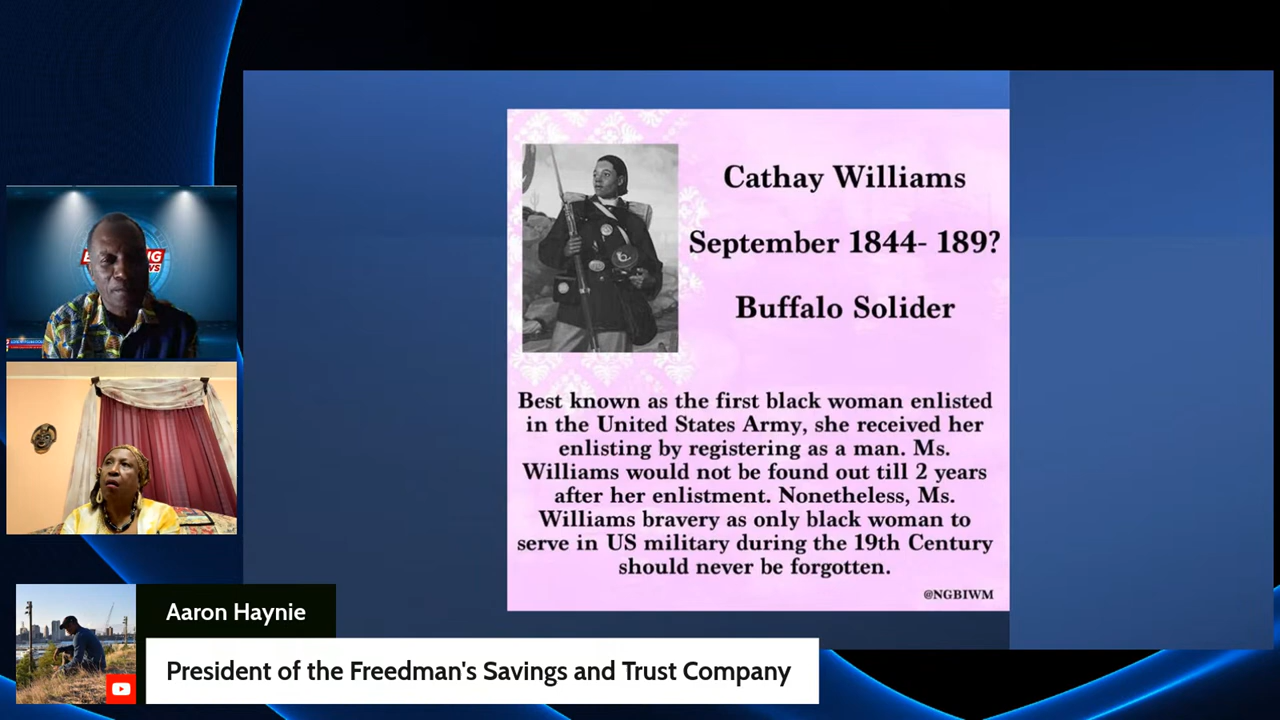 Cathay Williams
September 1844- 189?
Buffalo Solider
Best known as the first black woman enlisted
in the United States Army, she received her
enlisting by registering as a man. Ms.
Williams would not be found out till 2 years
after her enlistment. Nonetheless, Ms.
Williams bravery as only black woman to
serve in US military during the 19th Century
should never be forgotten.
@NGBIWM
Aaron Haynie
President of the Freedman's Savings and Trust Company